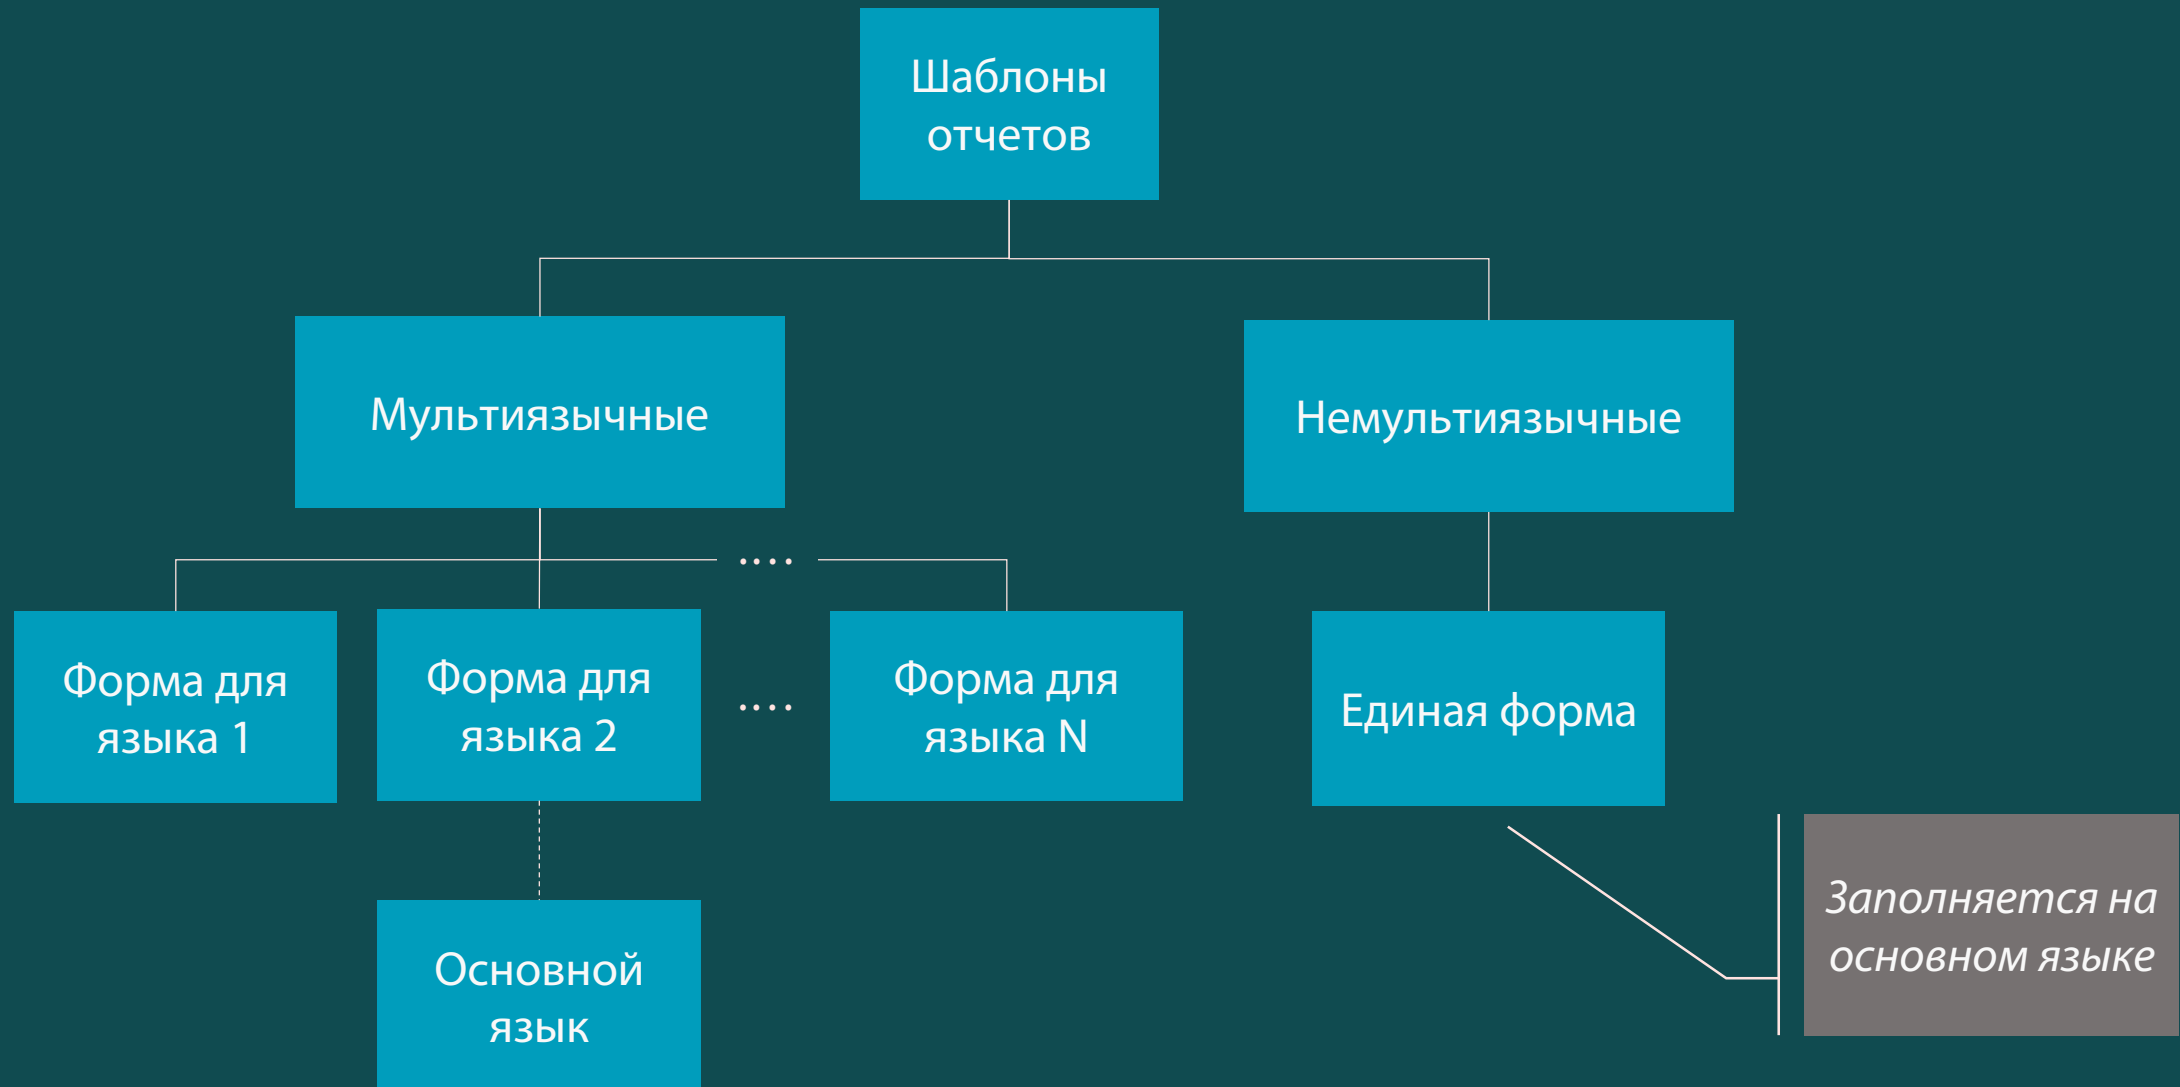 Шаблоны
отчетов
Мультиязычные
Немультиязычные
....
Форма для
языка 1
Форма для
языка 2
....
Форма для
языка N
Единая форма
Основной
язык
Заполняется на
основном языке